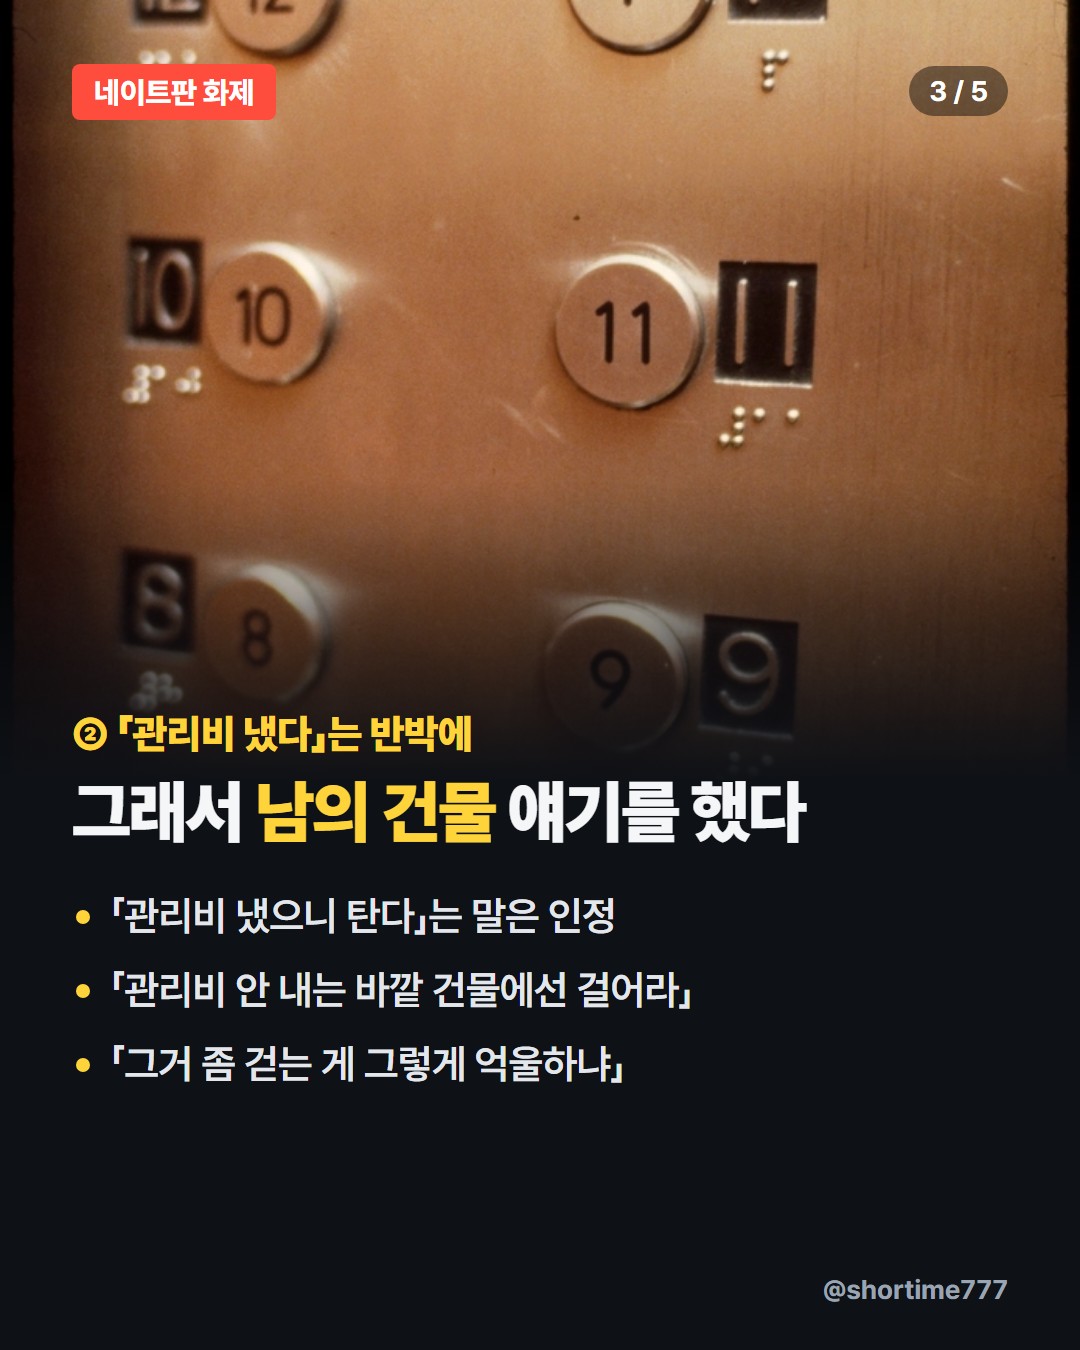 12
12
네이트판 화제
3 / 5
10
10
11
11
8
8
9
9
② 「관리비 냈다」는 반박에
그래서 남의 건물 얘기를 했다
• 「관리비 냈으니 탄다」는 말은 인정
• 「관리비 안 내는 바깥 건물에선 걸어라」
• 「그거 좀 걷는 게 그렇게 억울하냐」
@shortime777